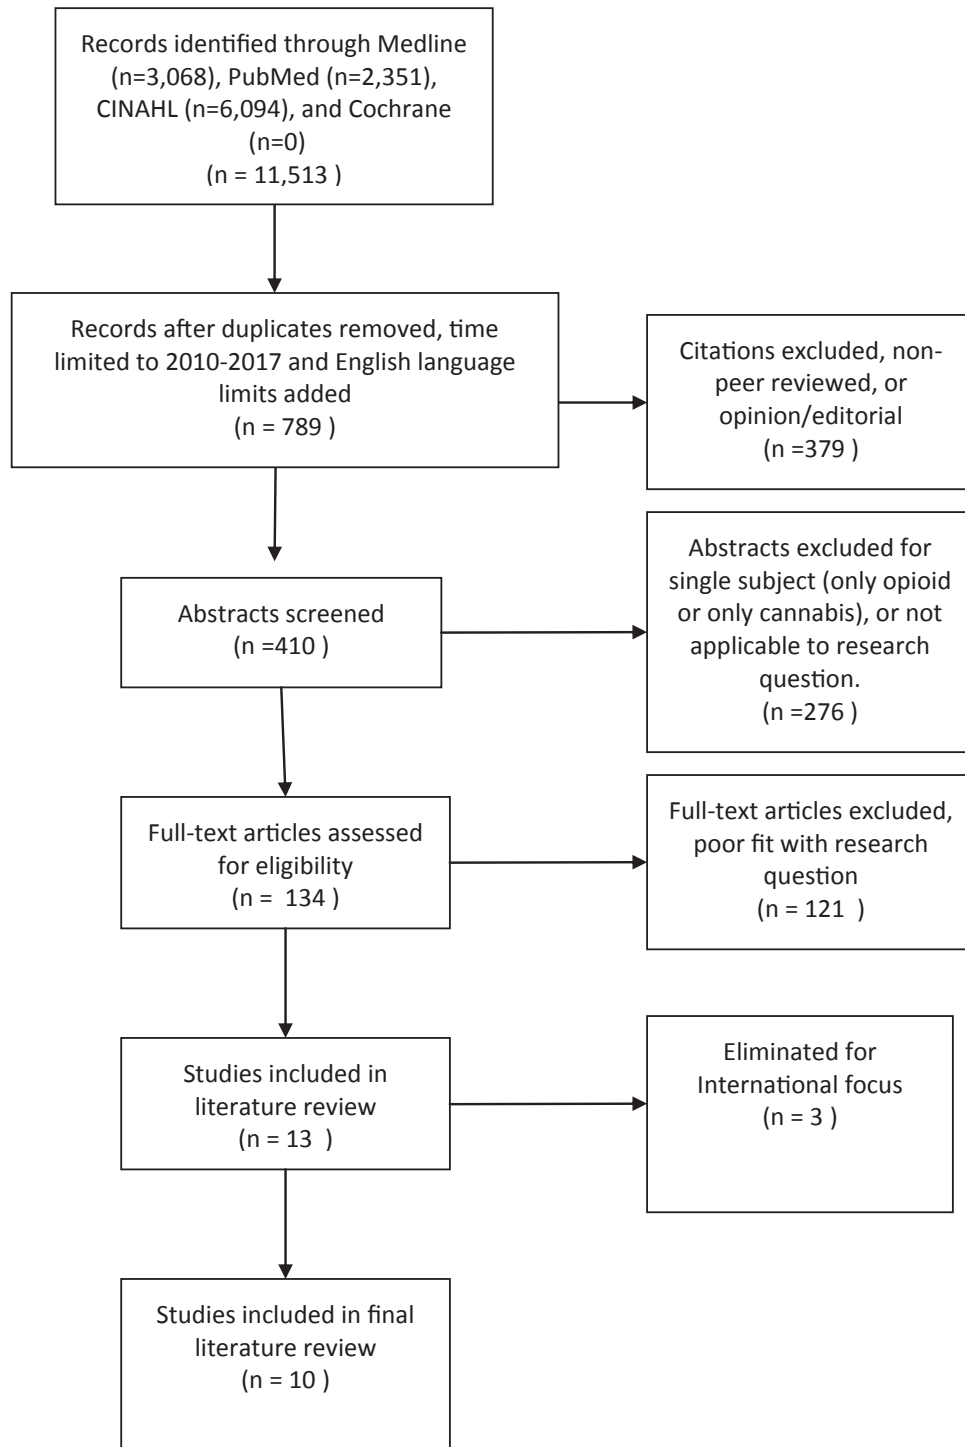 Records identified through Medline
(n=3,068), PubMed (n=2,351),
CINAHL (n=6,094), and Cochrane
(n=0)
(n = 11,513 )
Records after duplicates removed, time
limited to 2010-2017 and English language
limits added
(n = 789 )
Citations excluded, non-
peer reviewed, or
opinion/editorial
(n =379 )
Abstracts screened
(n =410 )
Abstracts excluded for
single subject (only opioid
or only cannabis), or not
applicable to research
question.
(n =276 )
Full-text articles assessed
for eligibility
(n = 134 )
Full-text articles excluded,
poor fit with research
question
(n = 121 )
Studies included in
literature review
(n = 13 )
Eliminated for
International focus
(n = 3 )
Studies included in final
literature review
(n = 10 )